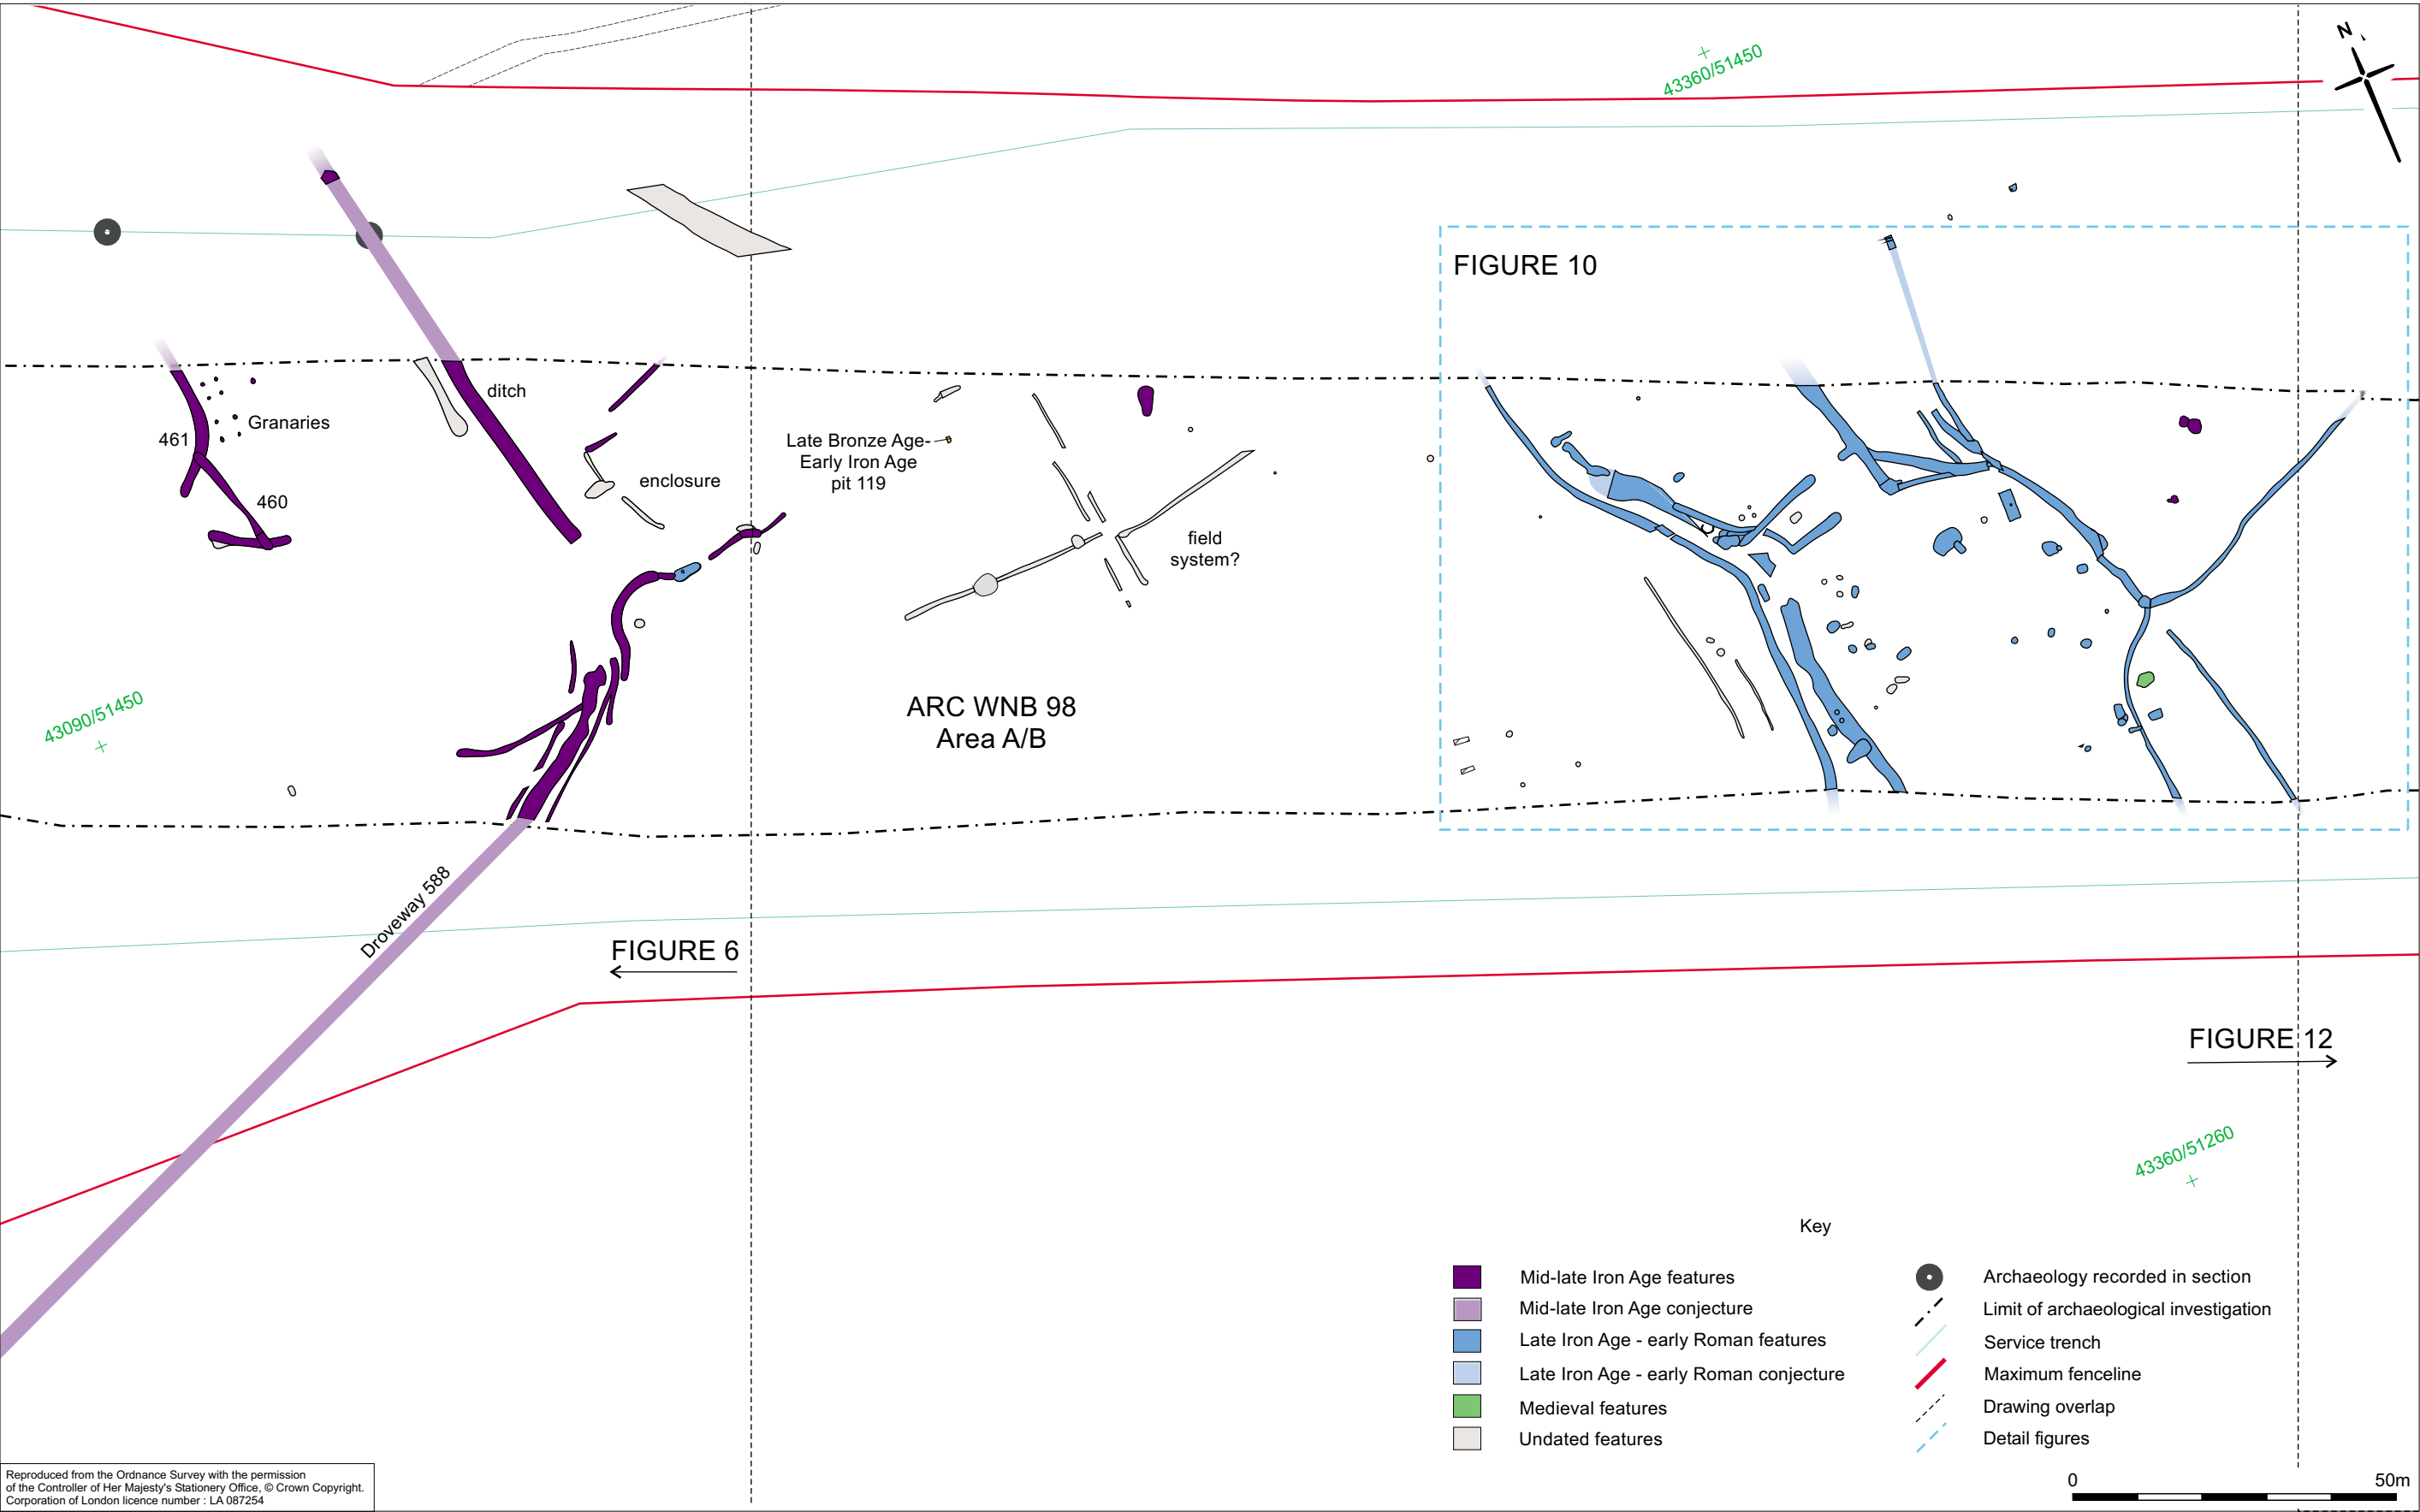 N
43360/51450
FIGURE 10
ditch
Granaries
461
460
enclosure
Late Bronze Age-
Early Iron Age
pit 119
field
system?
43090/51450
ARC WNB 98
Area A/B
Droveway 588
FIGURE 6
FIGURE 12
43360/51260
Key
Mid-late Iron Age features
Mid-late Iron Age conjecture
Late Iron Age - early Roman features
Late Iron Age - early Roman conjecture
Medieval features
Undated features
Archaeology recorded in section
Limit of archaeological investigation
Service trench
Maximum fenceline
Drawing overlap
Detail figures
0 50m
Reproduced from the Ordnance Survey with the permission
of the Controller of Her Majesty's Stationery Office, © Crown Copyright.
Corporation of London licence number : LA 087254